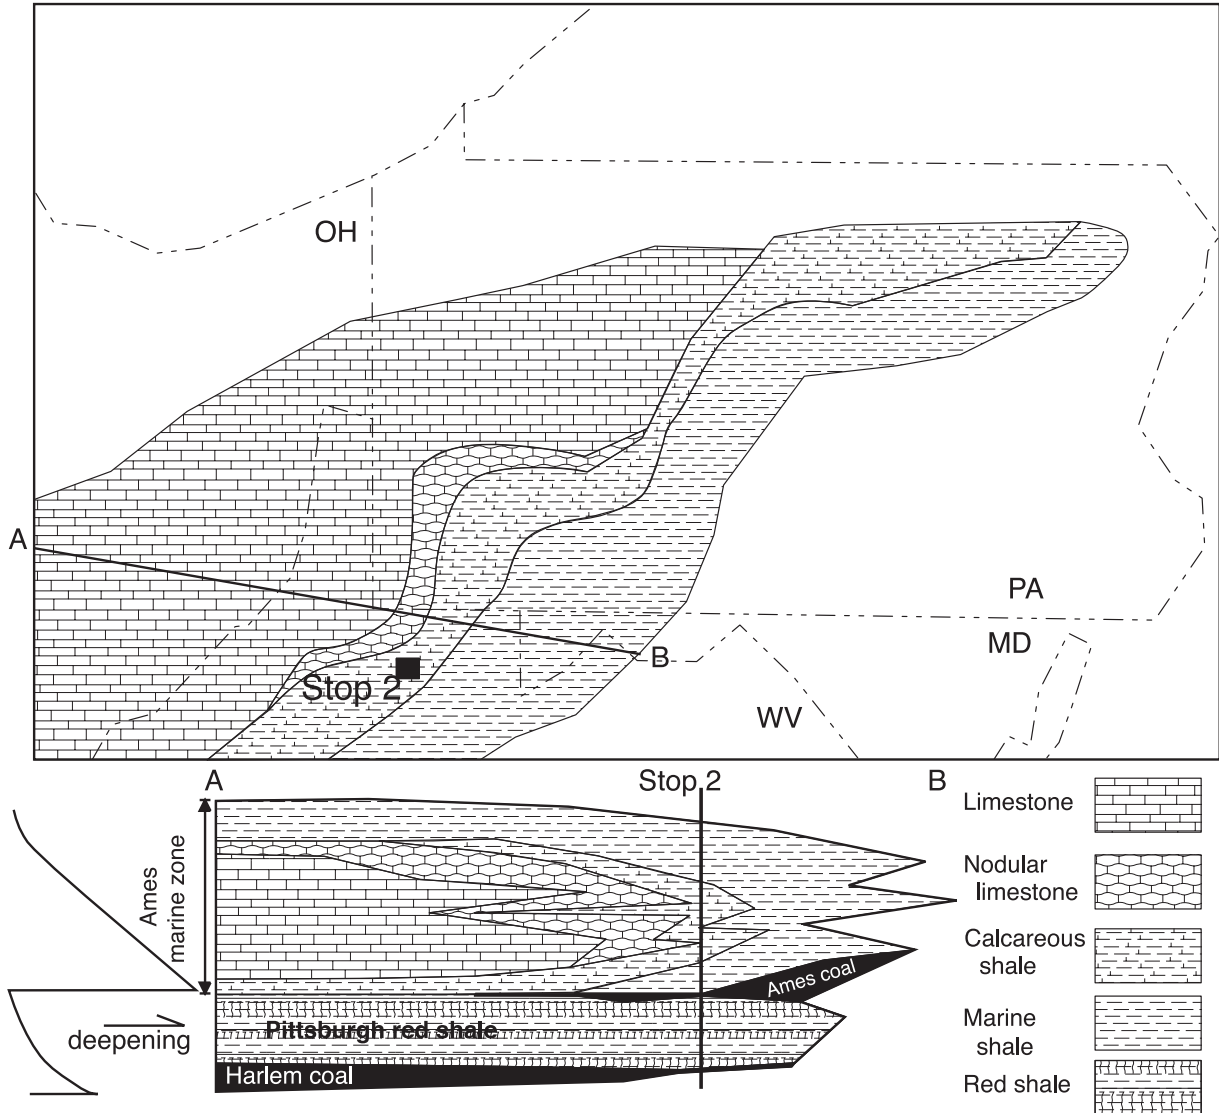 OH
A
PA
MD
B
Stop 2
WV
A
Stop 2
B
Ames
marine zone
Limestone
Nodular
limestone
Calcareous
shale
Ames coal
deepening
Pittsburgh red shale
Marine
shale
Harlem coal
Red shale